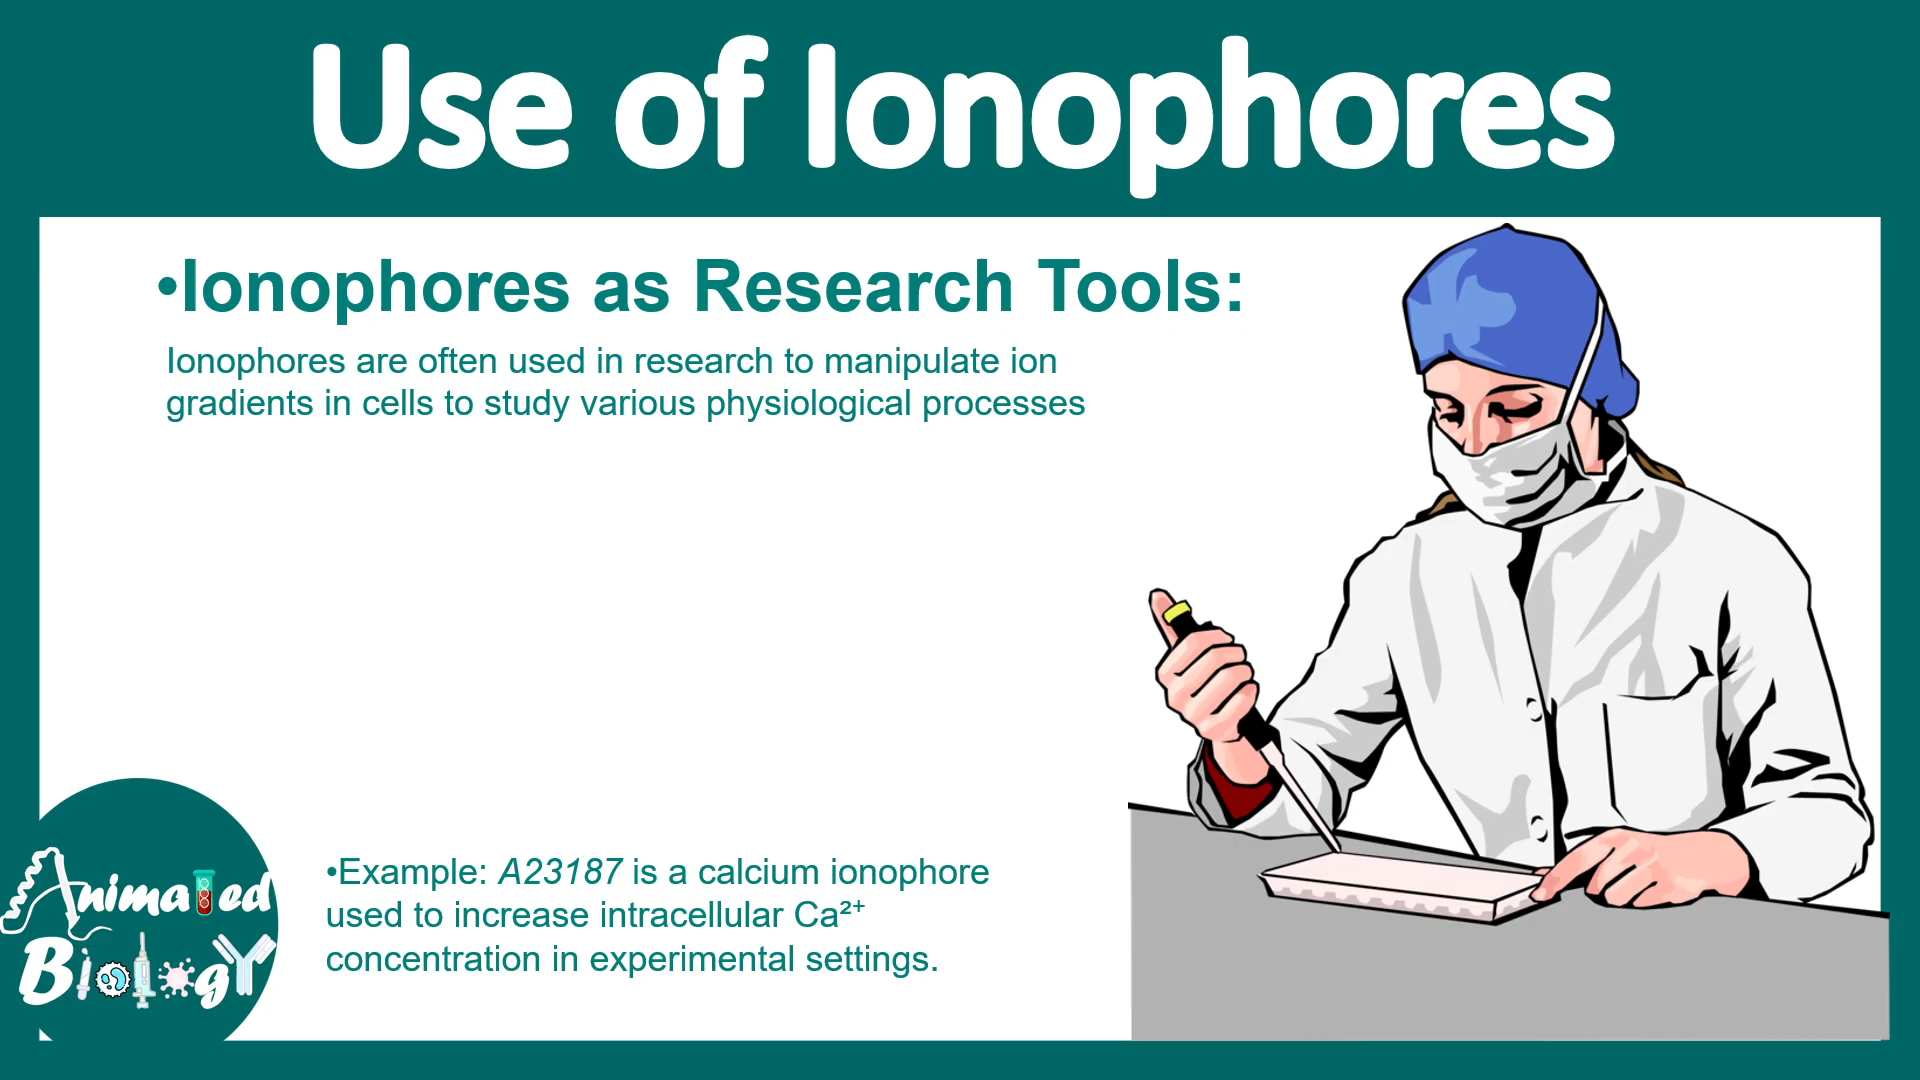 Use of Ionophores
•Ionophores as Research Tools:
Ionophores are often used in research to manipulate ion
gradients in cells to study various physiological processes
•Example: A23187 is a calcium ionophore
used to increase intracellular Ca²⁺
concentration in experimental settings.
Animated
Biology